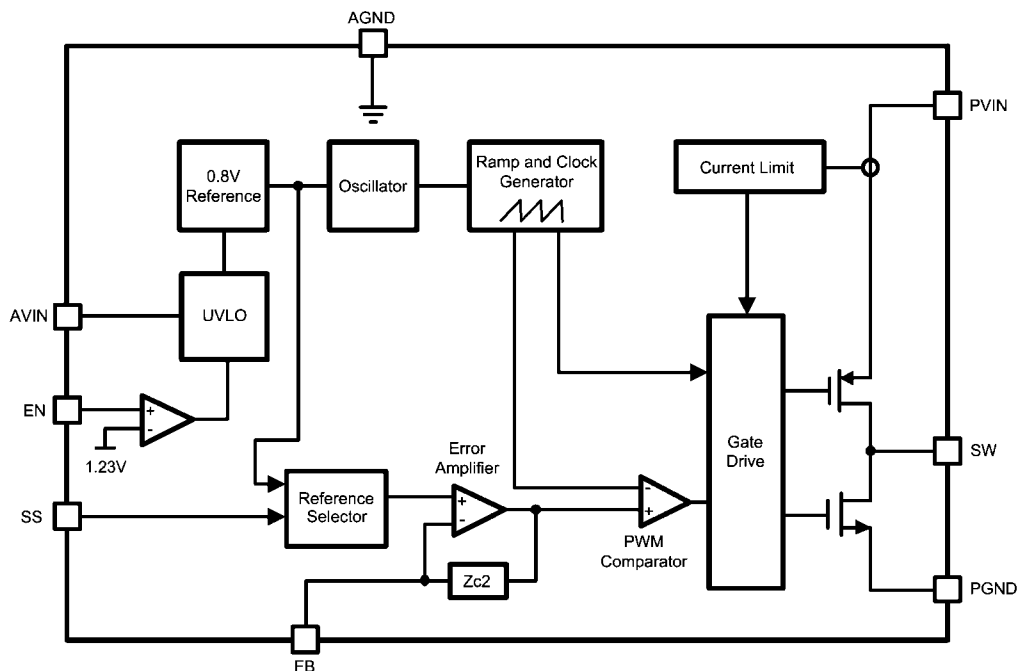 AGND
PVIN
0.8V
Reference
Oscillator
Ramp and Clock
Generator
Current Limit
AVIN
UVLO
EN
+
-
1.23V
Error
Amplifier
Gate
Drive
SW
SS
Reference
Selector
+
-
-
+
PWM
Comparator
Zc2
PGND
FB